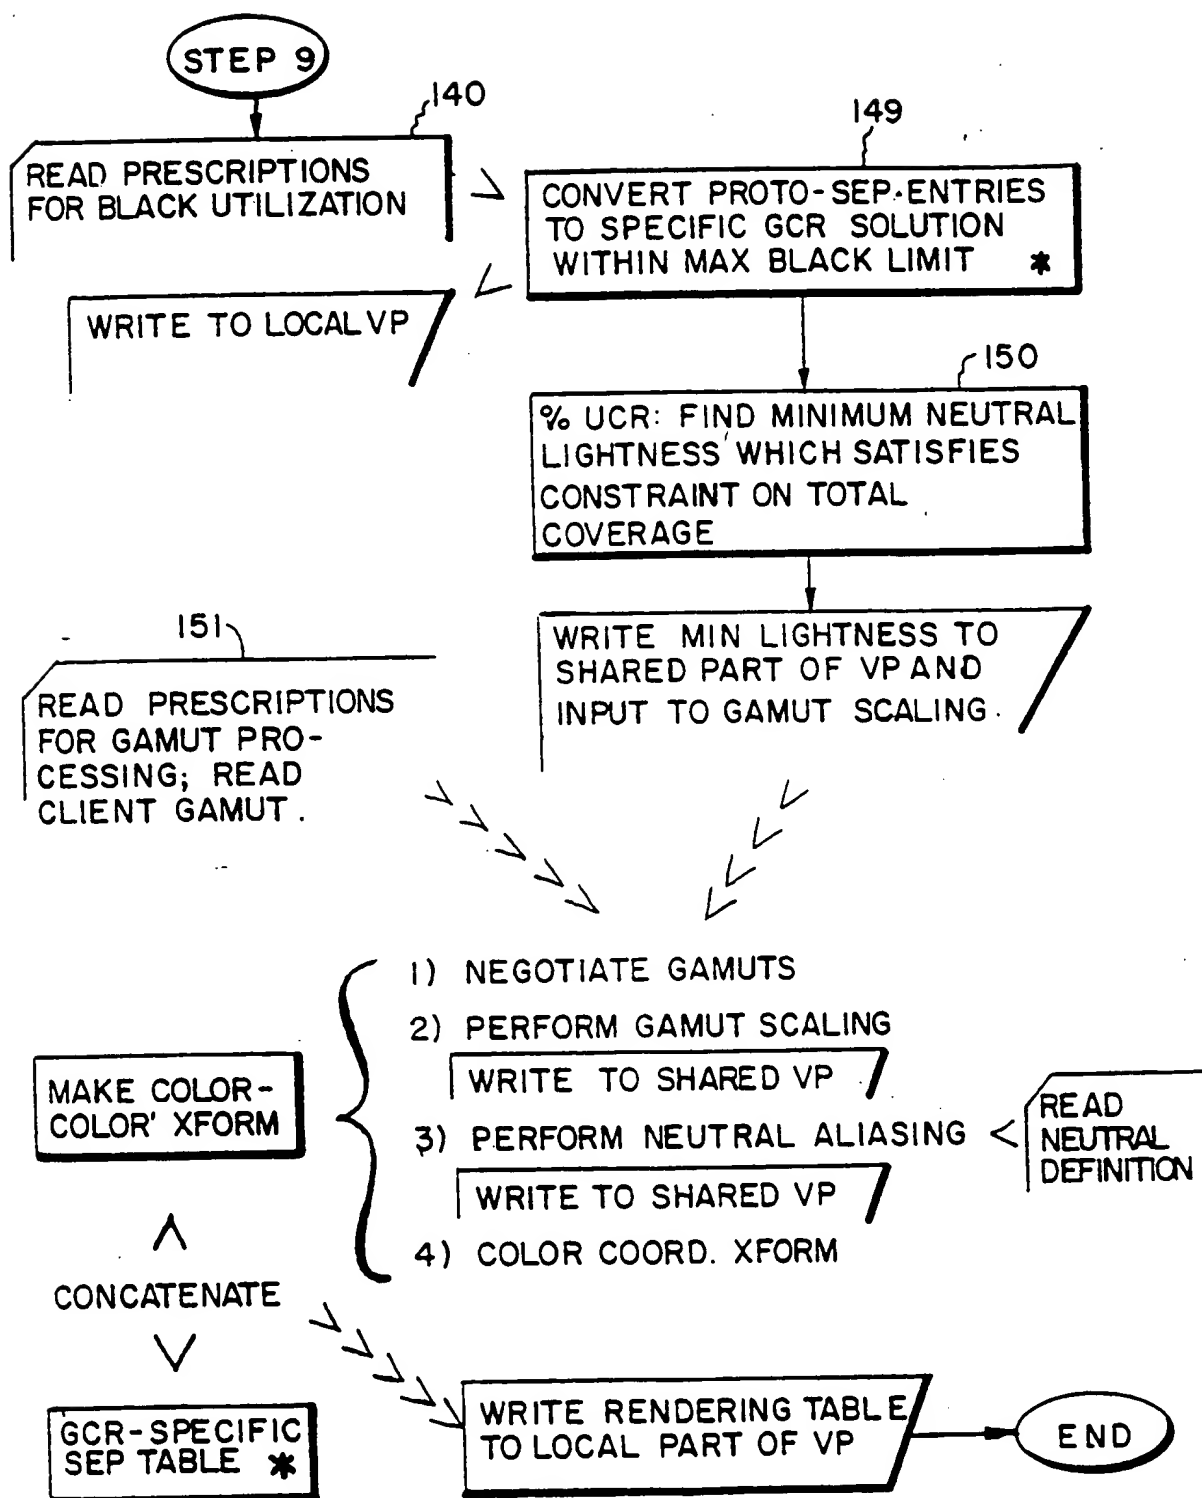 STEP 9
140
READ PRESCRIPTIONS
FOR BLACK UTILIZATION
149
CONVERT PROTO-SEP.ENTRIES
TO SPECIFIC GCR SOLUTION
WITHIN MAX BLACK LIMIT *
WRITE TO LOCAL VP
150
% UCR: FIND MINIMUM NEUTRAL
LIGHTNESS WHICH SATISFIES
CONSTRAINT ON TOTAL
COVERAGE
WRITE MIN LIGHTNESS TO
SHARED PART OF VP AND
INPUT TO GAMUT SCALING.
151
READ PRESCRIPTIONS
FOR GAMUT PRO-
CESSING; READ
CLIENT GAMUT.
1) NEGOTIATE GAMUTS
2) PERFORM GAMUT SCALING
WRITE TO SHARED VP
3) PERFORM NEUTRAL ALIASING
WRITE TO SHARED VP
4) COLOR COORD. XFORM
READ
NEUTRAL
DEFINITION
MAKE COLOR-
COLOR' XFORM
CONCATENATE
GCR-SPECIFIC
SEP TABLE *
WRITE RENDERING TABLE
TO LOCAL PART OF VP
END